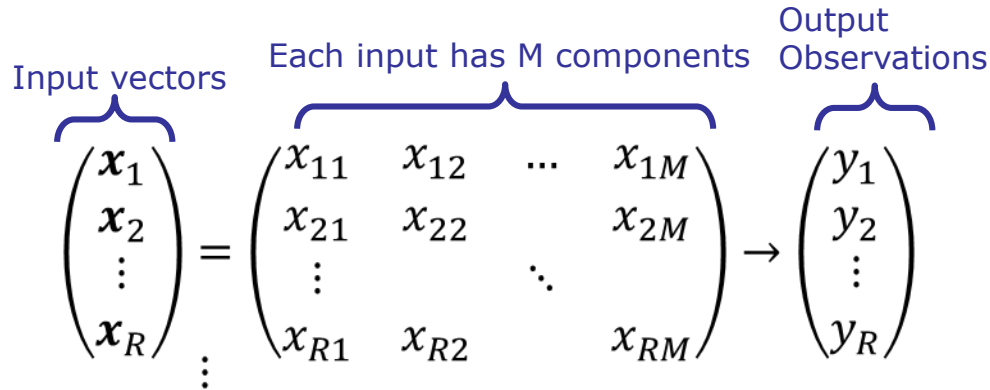 Output
Each input has M components Observations
Input vectors
𝒙₁ x₁₁ x₁₂ … x₁M y₁
𝒙₂ x₂₁ x₂₂ x₂M y₂
⋮ = ⋮ ⋱ → ⋮
𝒙R xR₁ xR₂ xRM yR
⋮